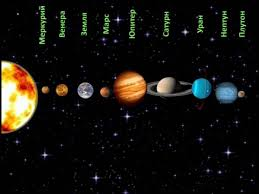 Меркурий
Венера
Земля
Марс
Юпитер
Сатурн
Уран
Нептун
Плутон